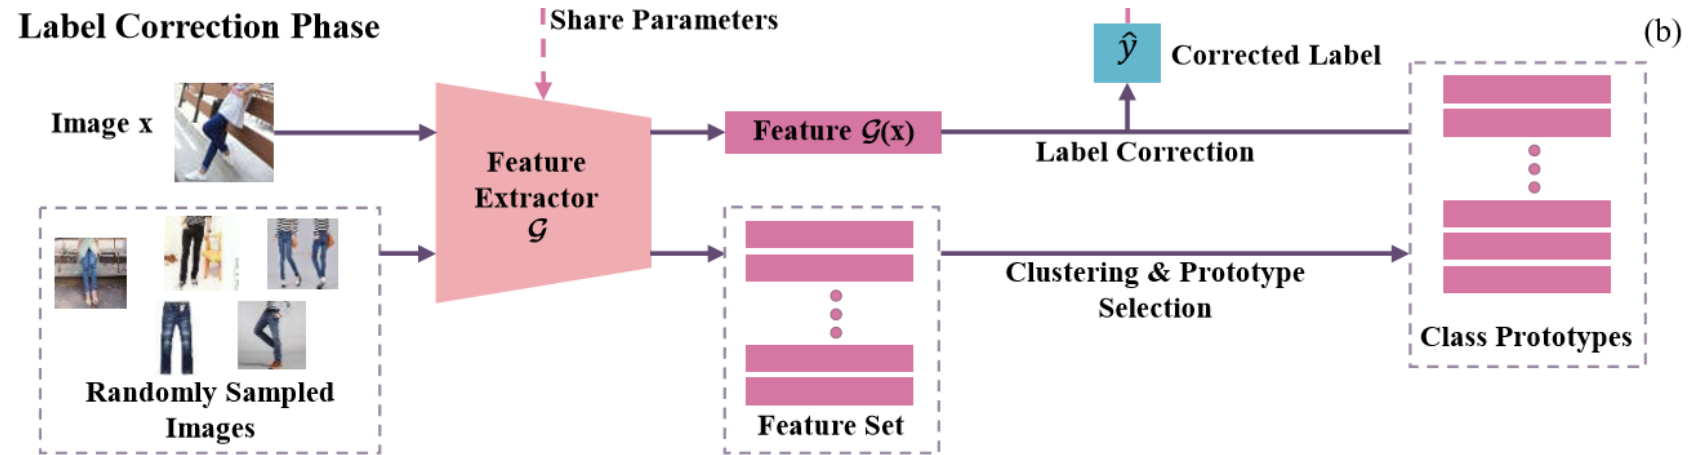 Label Correction Phase
Share Parameters
(b)
ŷ
Corrected Label
Image x
Feature 𝒢(x)
Label Correction
Feature
Extractor
𝒢
Clustering & Prototype
Selection
Class Prototypes
Randomly Sampled
Images
Feature Set